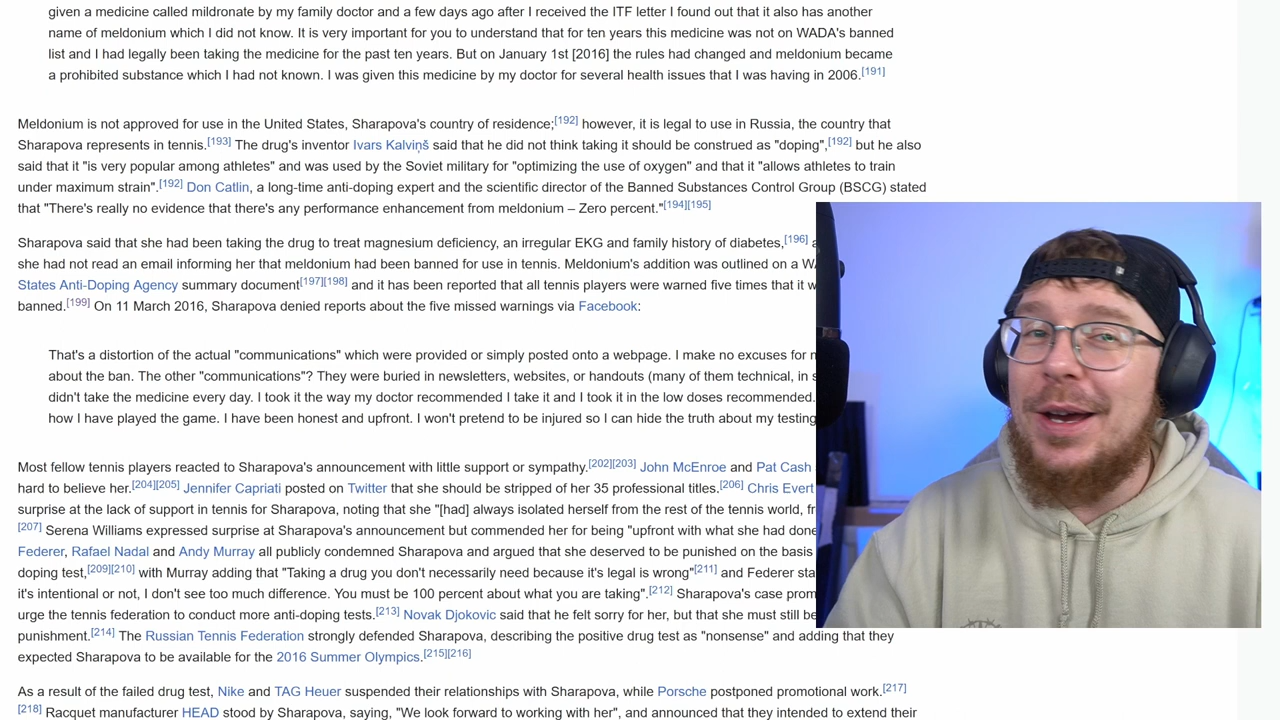 given a medicine called mildronate by my family doctor and a few days ago after I received the ITF letter I found out that it also has another
name of meldonium which I did not know. It is very important for you to understand that for ten years this medicine was not on WADA's banned
list and I had legally been taking the medicine for the past ten years. But on January 1st [2016] the rules had changed and meldonium became
a prohibited substance which I had not known. I was given this medicine by my doctor for several health issues that I was having in 2006.[191]
Meldonium is not approved for use in the United States, Sharapova's country of residence;[192] however, it is legal to use in Russia, the country that
Sharapova represents in tennis.[193] The drug's inventor Ivars Kalviņš said that he did not think taking it should be construed as "doping",[192] but he also
said that it "is very popular among athletes" and was used by the Soviet military for "optimizing the use of oxygen" and that it "allows athletes to train
under maximum strain".[192] Don Catlin, a long-time anti-doping expert and the scientific director of the Banned Substances Control Group (BSCG) stated
that "There's really no evidence that there's any performance enhancement from meldonium – Zero percent."[194][195]
Sharapova said that she had been taking the drug to treat magnesium deficiency, an irregular EKG and family history of diabetes,[196]
she had not read an email informing her that meldonium had been banned for use in tennis. Meldonium's addition was outlined on a
States Anti-Doping Agency summary document[197][198] and it has been reported that all tennis players were warned five times that it
banned.[199] On 11 March 2016, Sharapova denied reports about the five missed warnings via Facebook:
That's a distortion of the actual "communications" which were provided or simply posted onto a webpage. I make no excuses for
about the ban. The other "communications"? They were buried in newsletters, websites, or handouts (many of them technical, in
didn't take the medicine every day. I took it the way my doctor recommended I take it and I took it in the low doses recommended.
how I have played the game. I have been honest and upfront. I won't pretend to be injured so I can hide the truth about my testing
Most fellow tennis players reacted to Sharapova's announcement with little support or sympathy.[202][203] John McEnroe and Pat Cash
hard to believe her.[204][205] Jennifer Capriati posted on Twitter that she should be stripped of her 35 professional titles.[206] Chris Evert
surprise at the lack of support in tennis for Sharapova, noting that she "[had] always isolated herself from the rest of the tennis world,
[207] Serena Williams expressed surprise at Sharapova's announcement but commended her for being "upfront with what she had done
Federer, Rafael Nadal and Andy Murray all publicly condemned Sharapova and argued that she deserved to be punished on the basis
doping test,[209][210] with Murray adding that "Taking a drug you don't necessarily need because it's legal is wrong"[211] and Federer
it's intentional or not, I don't see too much difference. You must be 100 percent about what you are taking".[212] Sharapova's case
urge the tennis federation to conduct more anti-doping tests.[213] Novak Djokovic said that he felt sorry for her, but that she must still be
punishment.[214] The Russian Tennis Federation strongly defended Sharapova, describing the positive drug test as "nonsense" and adding that they
expected Sharapova to be available for the 2016 Summer Olympics.[215][216]
As a result of the failed drug test, Nike and TAG Heuer suspended their relationships with Sharapova, while Porsche postponed promotional work.[217]
[218] Racquet manufacturer HEAD stood by Sharapova, saying, "We look forward to working with her", and announced that they intended to extend their